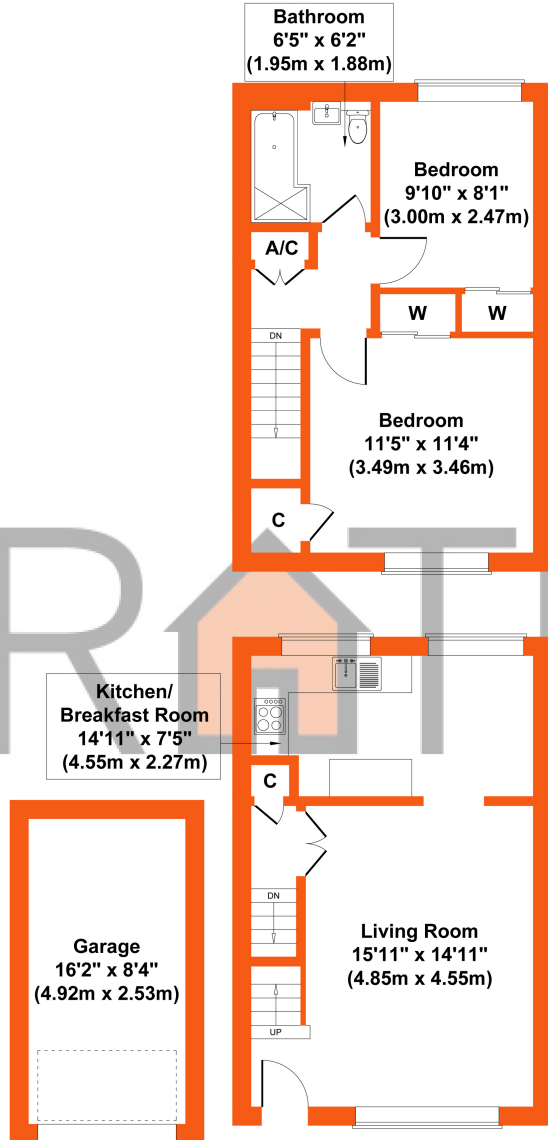 Bathroom
6'5" x 6'2"
(1.95m x 1.88m)
Bedroom
9'10" x 8'1"
(3.00m x 2.47m)
A/C
W
W
DN
Bedroom
11'5" x 11'4"
(3.49m x 3.46m)
C
Kitchen/
Breakfast Room
14'11" x 7'5"
(4.55m x 2.27m)
C
DN
Living Room
15'11" x 14'11"
(4.85m x 4.55m)
UP
Garage
16'2" x 8'4"
(4.92m x 2.53m)